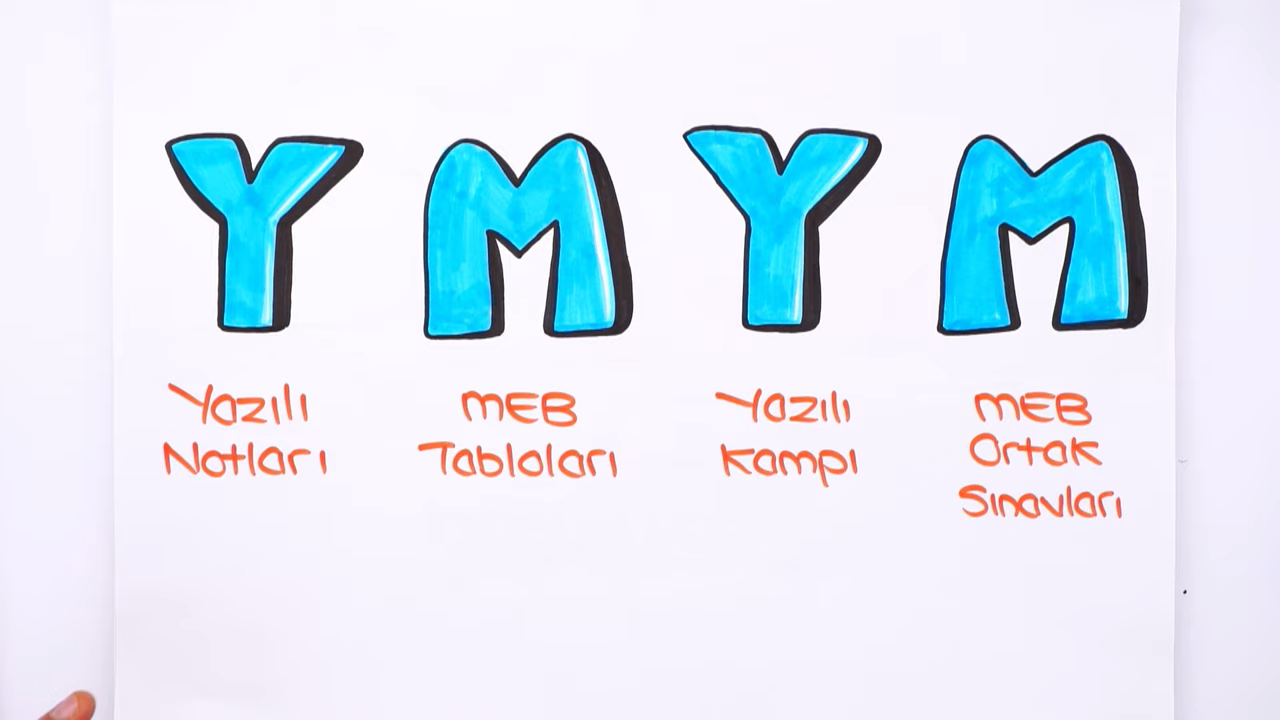 Y M Y M
Yazılı
Notları
MEB
Tabloları
Yazılı
Kampı
MEB
Ortak
Sınavları